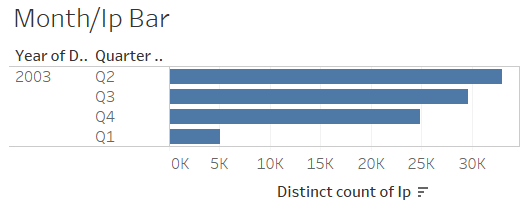 Month/Ip Bar
Year of D.. Quarter ..
2003 Q2
Q3
Q4
Q1
0K 5K 10K 15K 20K 25K 30K
Distinct count of Ip